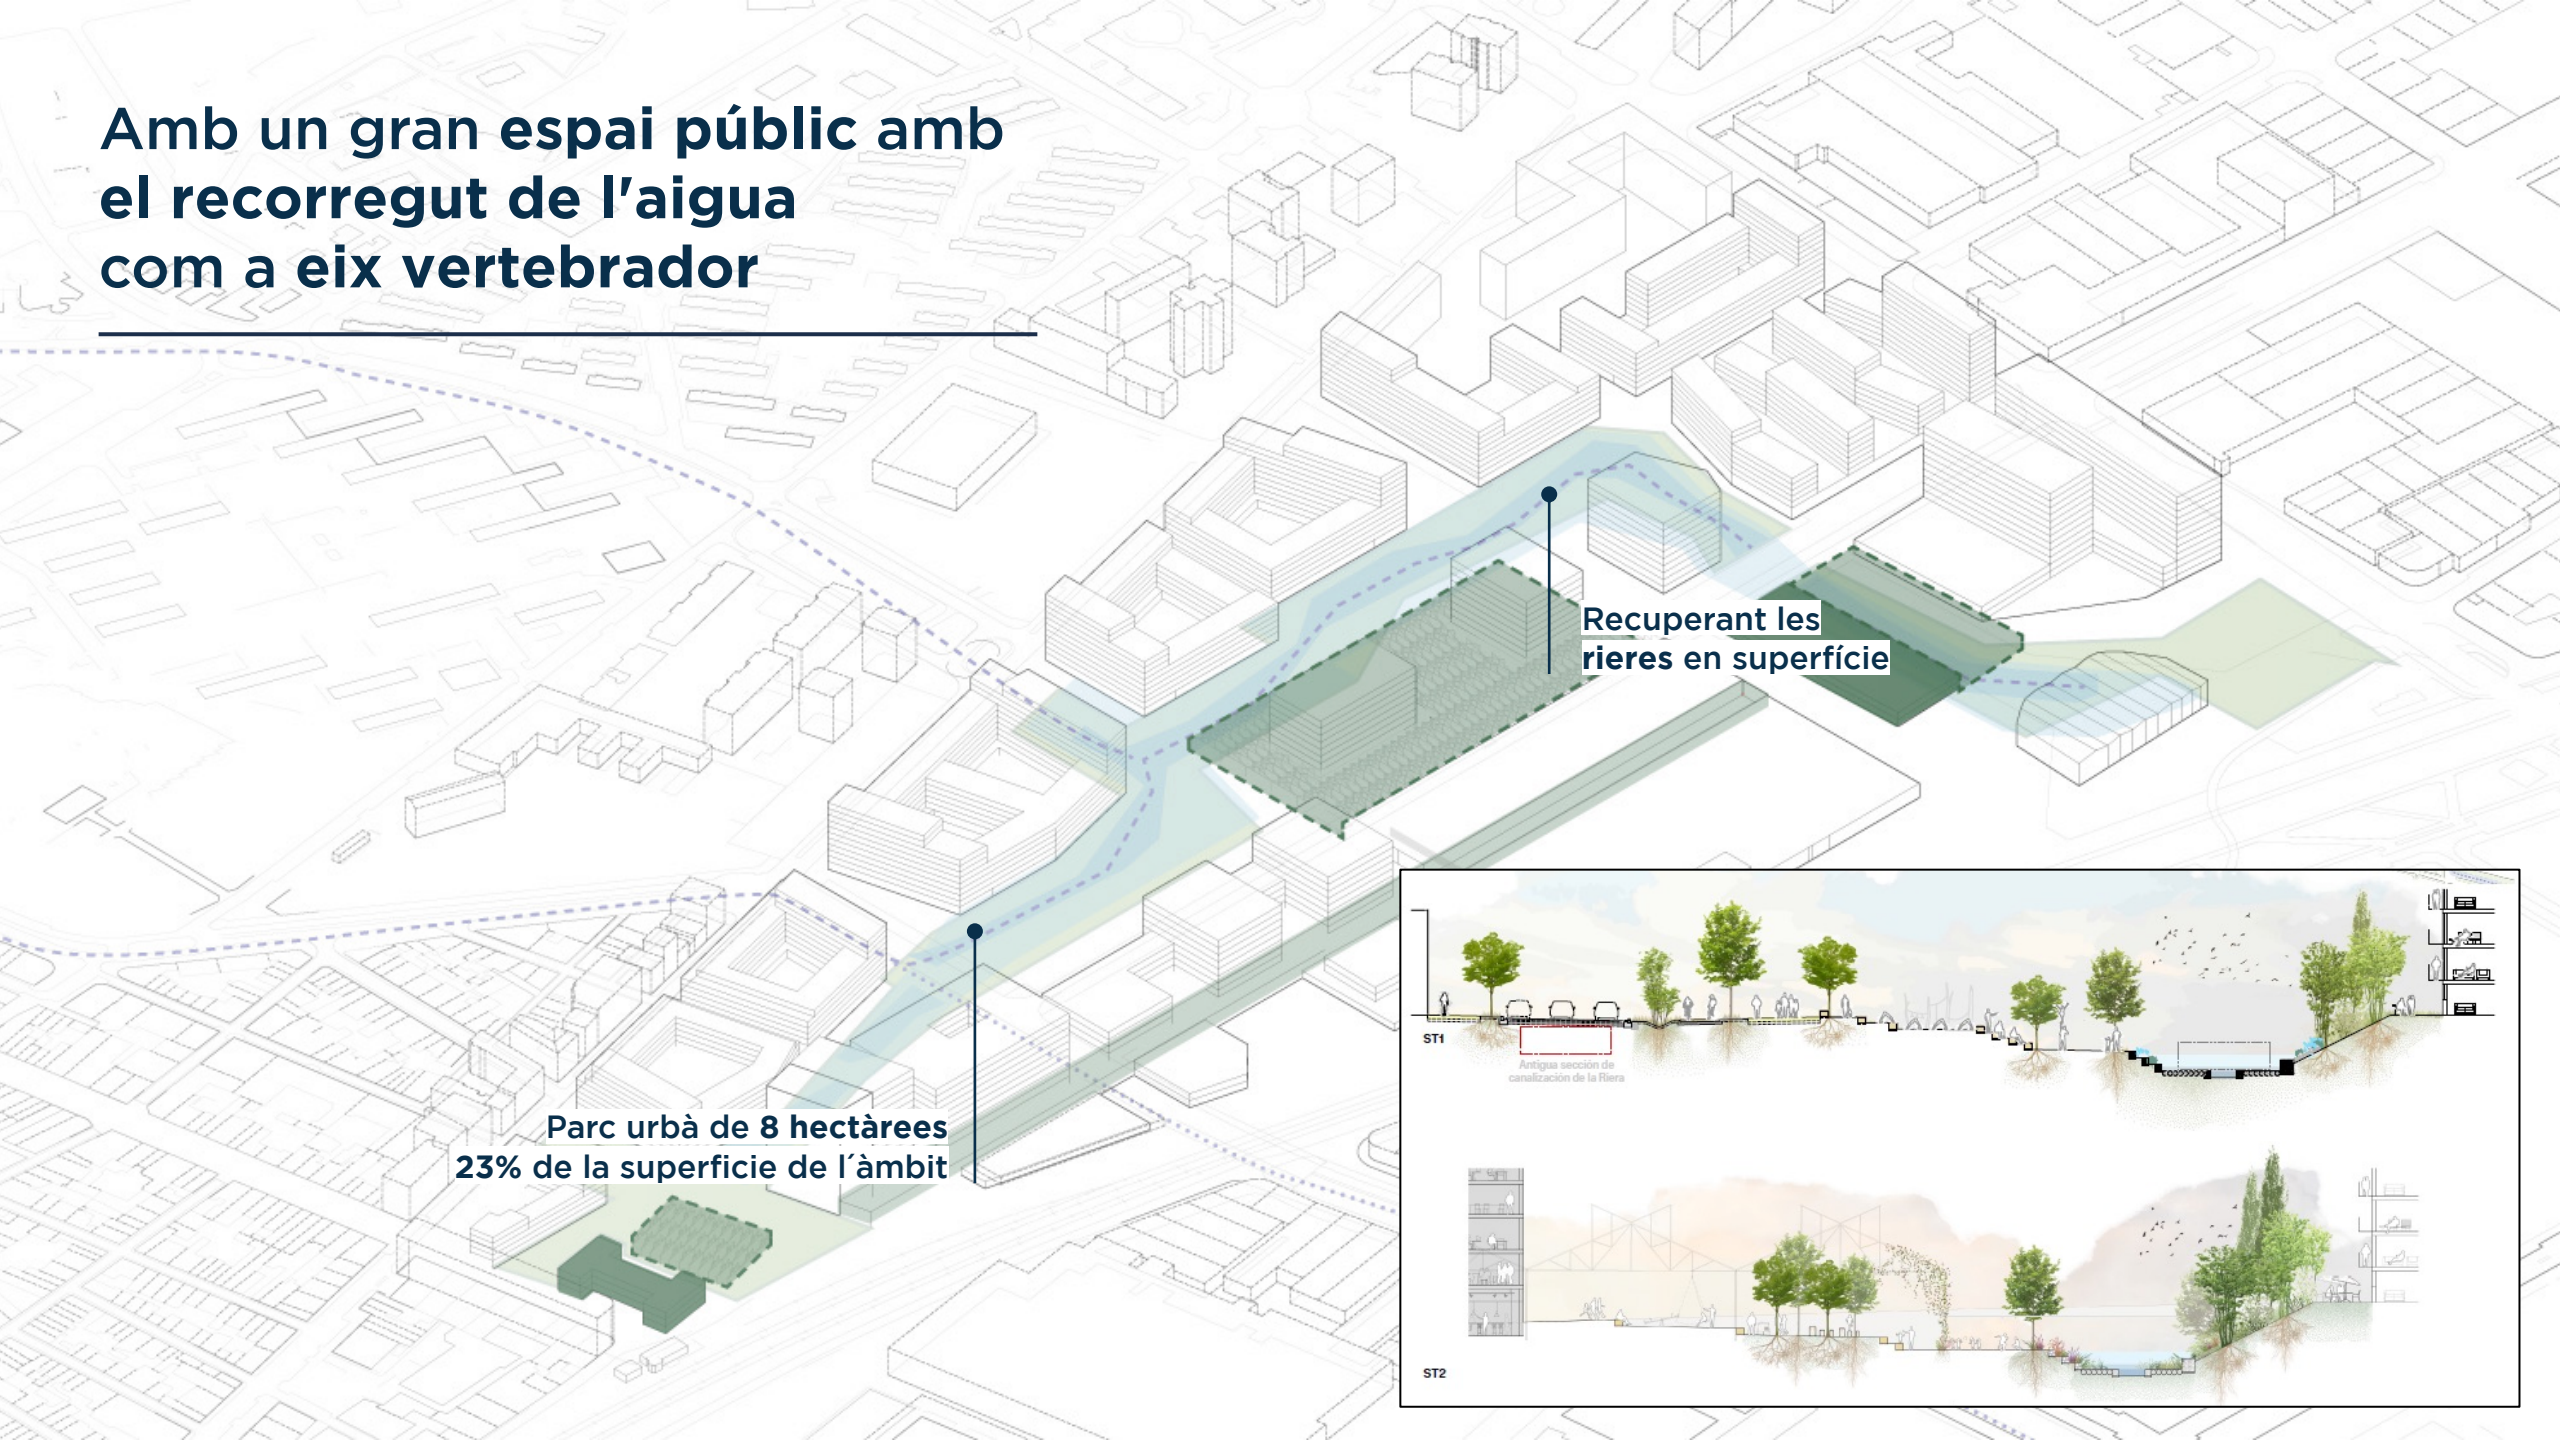 Amb un gran espai públic amb
el recorregut de l'aigua
com a eix vertebrador
Recuperant les
rieres en superfície
Parc urbà de 8 hectàrees
23% de la superficie de l´àmbit
ST1
Antigua sección de
canalización de la Riera
ST2